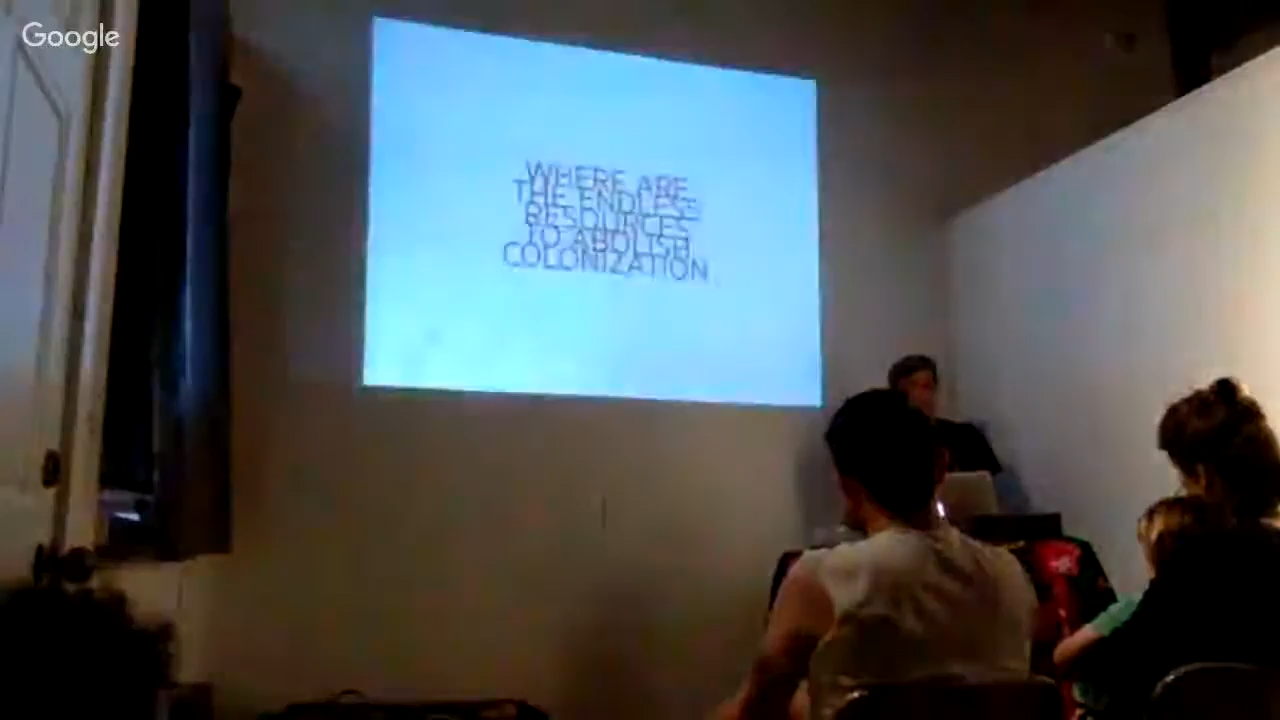 Google
WHERE ARE
THE ENDLESS
RESOURCES
TO ABOLISH
COLONIZATION